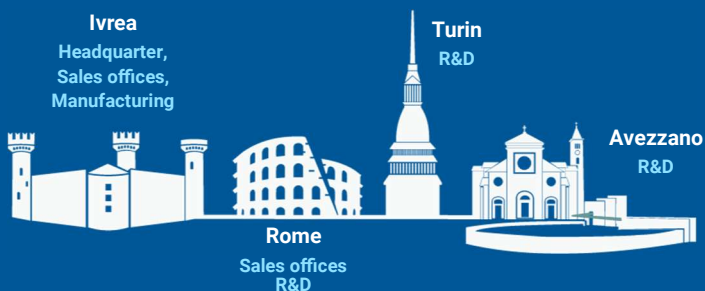 Ivrea
Headquarter,
Sales offices,
Manufacturing
Turin
R&D
Avezzano
R&D
Rome
Sales offices
R&D